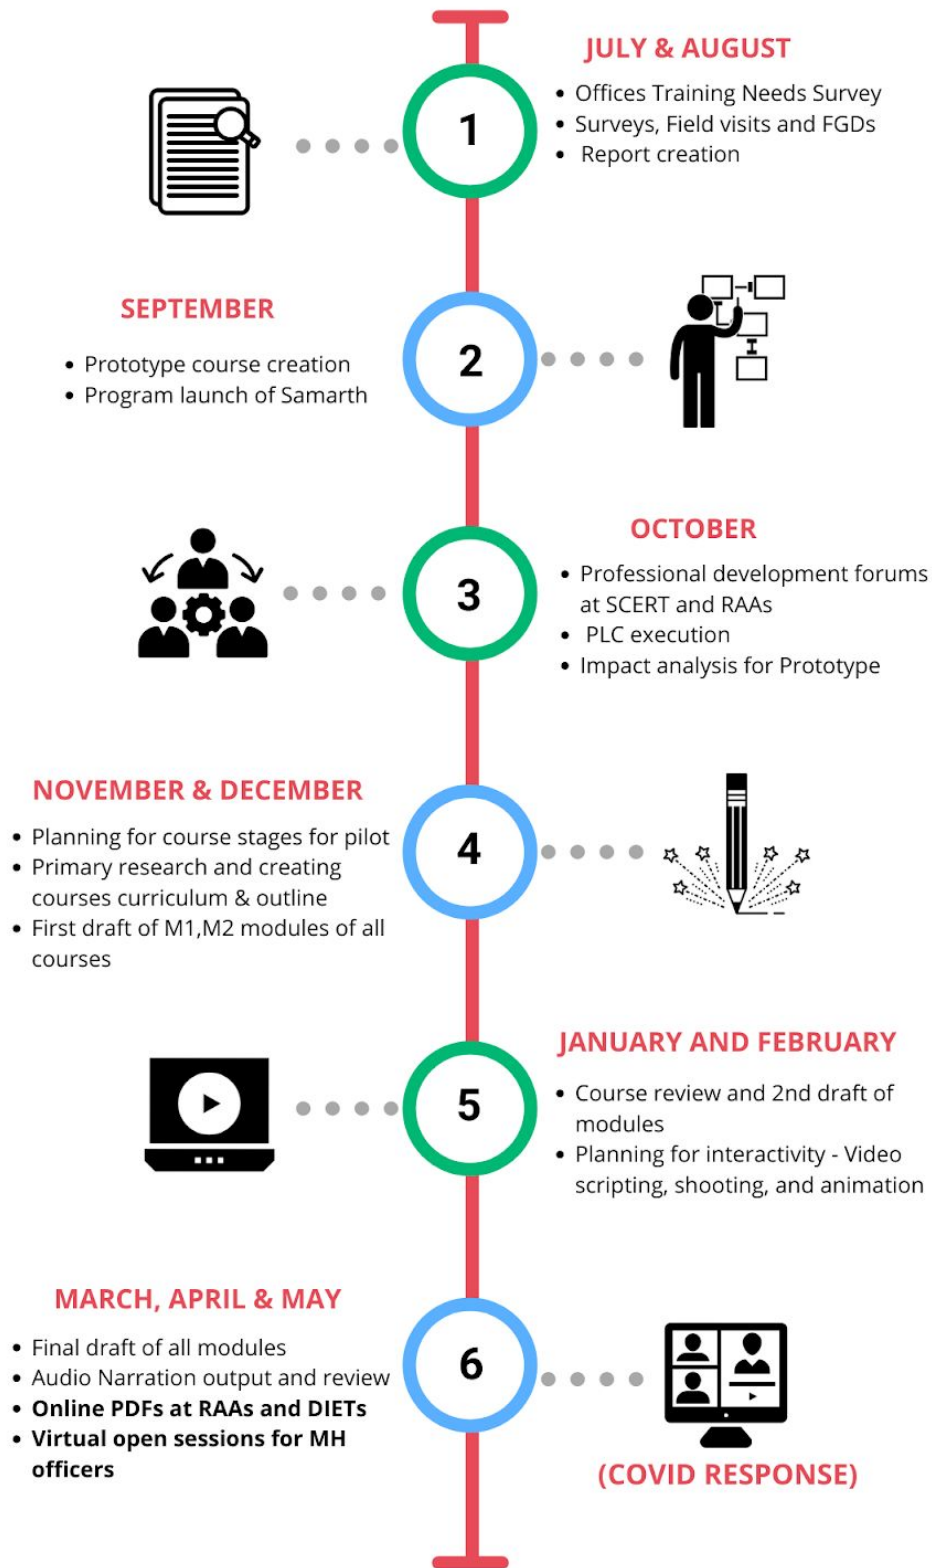 JULY & AUGUST
1
• Offices Training Needs Survey
• Surveys, Field visits and FGDs
• Report creation
SEPTEMBER
2
• Prototype course creation
• Program launch of Samarth
OCTOBER
3
• Professional development forums
at SCERT and RAAs
• PLC execution
• Impact analysis for Prototype
NOVEMBER & DECEMBER
4
• Planning for course stages for pilot
• Primary research and creating
courses curriculum & outline
• First draft of M1,M2 modules of all
courses
JANUARY AND FEBRUARY
5
• Course review and 2nd draft of
modules
• Planning for interactivity - Video
scripting, shooting, and animation
MARCH, APRIL & MAY
6
• Final draft of all modules
• Audio Narration output and review
• Online PDFs at RAAs and DIETs
• Virtual open sessions for MH
officers
(COVID RESPONSE)